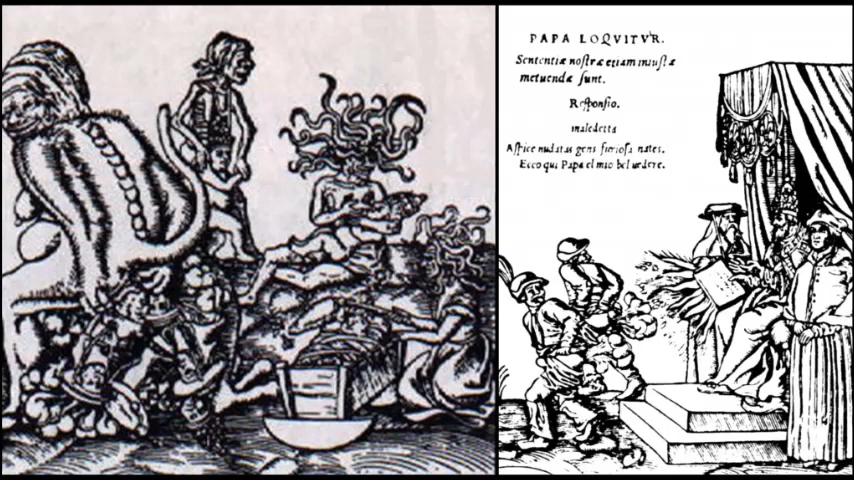 PAPA LOQVITVR.
Sententiæ nostræ etiam iniustæ
metuendæ sunt.
Responsio.
maledetta
Aspice nudatas gens furiosa nates.
Ecco qui Papa el mio bel uedere.